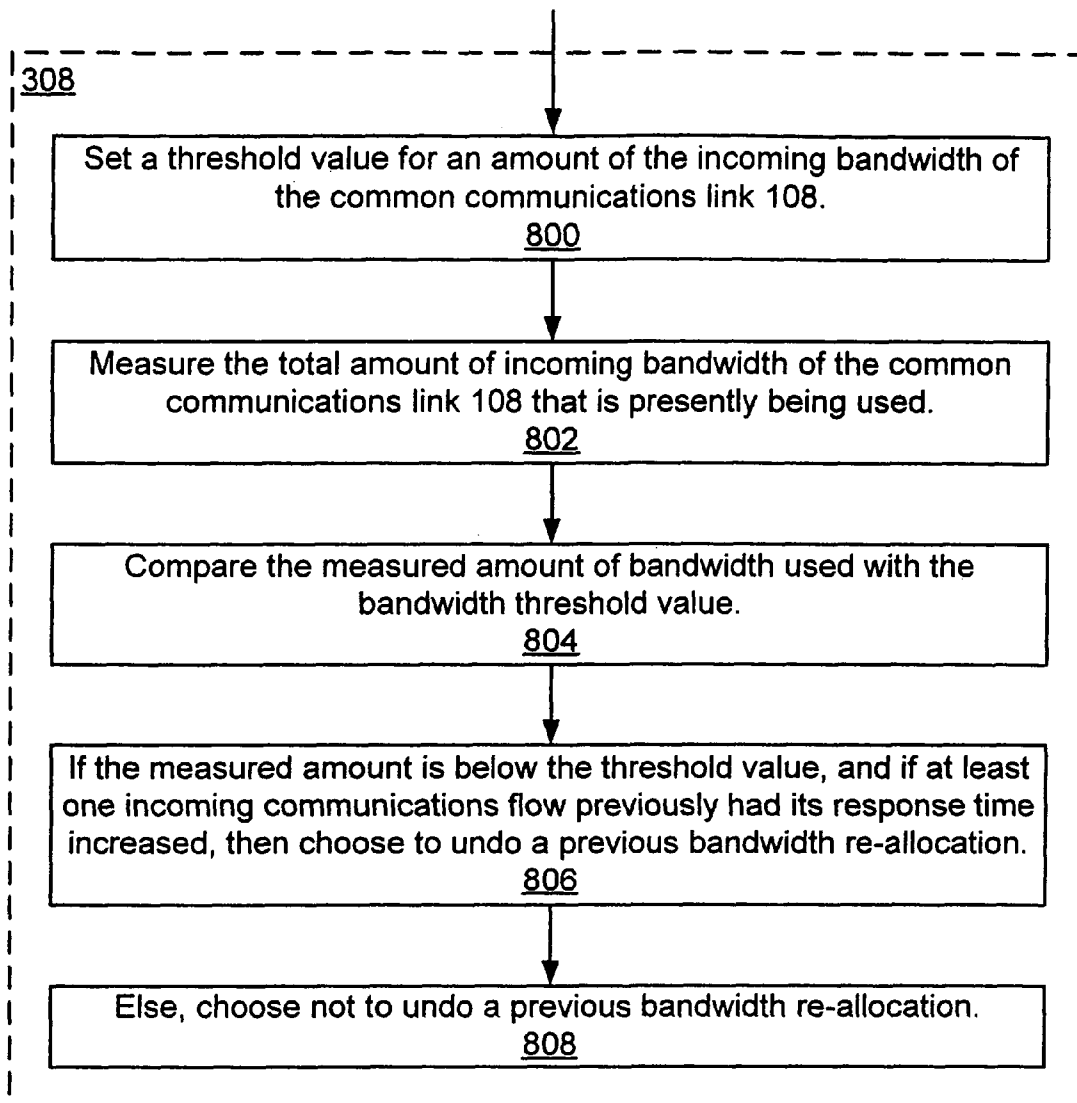 308
Set a threshold value for an amount of the incoming bandwidth of
the common communications link 108.
800
Measure the total amount of incoming bandwidth of the common
communications link 108 that is presently being used.
802
Compare the measured amount of bandwidth used with the
bandwidth threshold value.
804
If the measured amount is below the threshold value, and if at least
one incoming communications flow previously had its response time
increased, then choose to undo a previous bandwidth re-allocation.
806
Else, choose not to undo a previous bandwidth re-allocation.
808